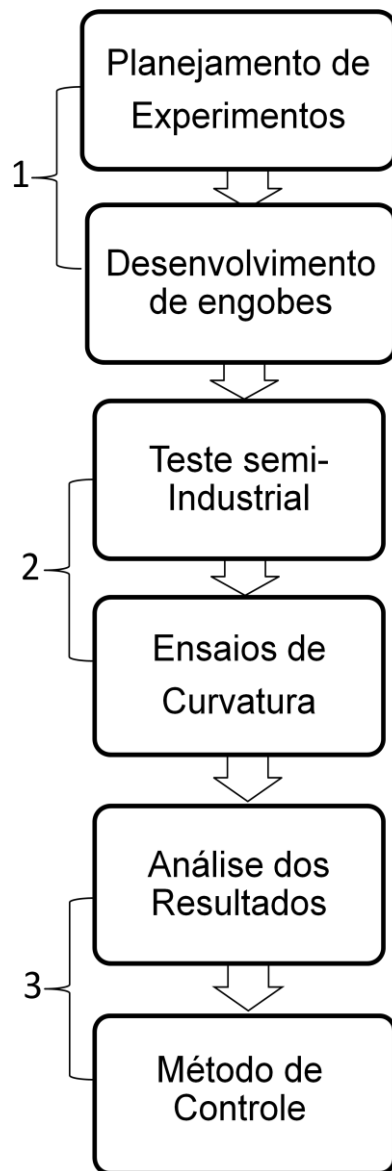 Planejamento de
Experimentos
1
Desenvolvimento
de engobes
Teste semi-
Industrial
2
Ensaios de
Curvatura
Análise dos
Resultados
3
Método de
Controle